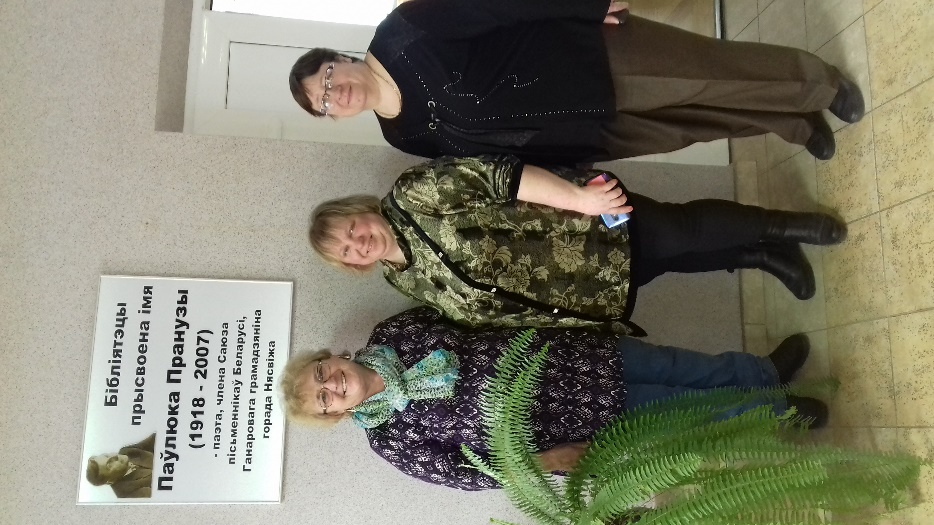 Бібліятэцы
прысвоена імя
Паўлюка Пранузы
(1918 - 2007)
- паэта, члена Саюза
пісьменнікаў Беларусі,
Ганаровага грамадзяніна
горада Нясвіжа